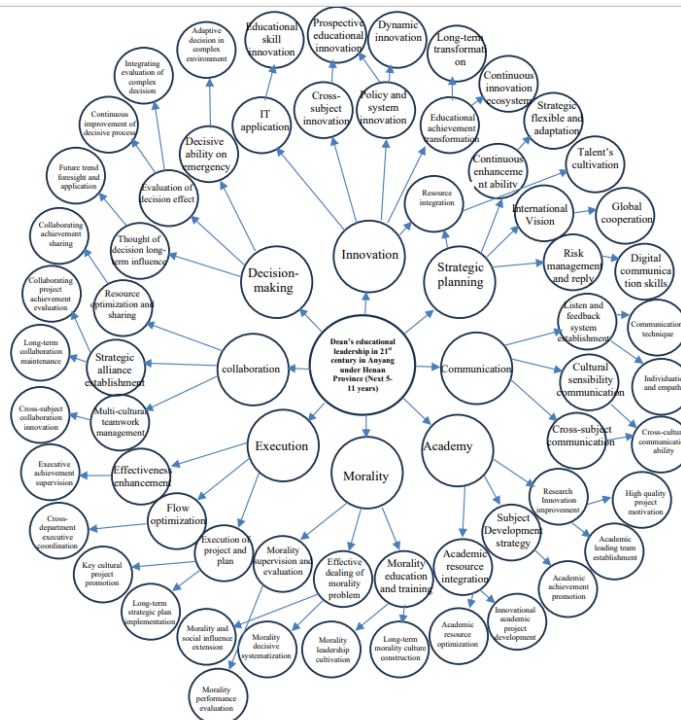 Adaptive
decision in
complex
environment
Educational
skill
innovation
Prospective
educational
innovation
Dynamic
innovation
Long-term
transformati
on
Integrating
evaluation of
complex
decision
Continuous
innovation
ecosystem
Continuous
improvement of
decisive process
IT
application
Cross-
subject
innovation
Policy and
system
innovation
Educational
achievement
transformation
Strategic
flexible and
adaptation
Decisive
ability on
emergency
Talent's
cultivation
Future trend
foresight and
application
Evaluation of
decision effect
Continuous
enhanceme
nt ability
Resource
integration
International
Vision
Global
cooperation
Collaborating
achievement
sharing
Thought of
decision long-
term influence
Innovation
Decision-
making
Strategic
planning
Risk
management
and reply
Digital
communica
tion skills
Collaborating
project
achievement
evaluation
Resource
optimization and
sharing
Listen and
feedback
system
establishment
Communication
technique
Long-term
collaboration
maintenance
Strategic
alliance
establishment
collaboration
Dean's educational
leadership in 21st
century in Anyang
under Henan
Province (Next 5-
11 years)
Communication
Cultural
sensibility
communication
Individuation
and empath
Cross-subject
collaboration
innovation
Multi-cultural
teamwork
management
Cross-subject
communication
Cross-cultur
communicati
ability
Execution
Academy
Executive
achievement
supervision
Effectiveness
enhancement
Morality
Research
Innovation
improvement
High quality
project
motivation
Cross-
department
executive
coordination
Flow
optimization
Subject
Development
strategy
Academic
leading team
establishment
Key cultural
project
promotion
Execution of
project and
plan
Morality
supervision and
evaluation
Effective
dealing of
morality
problem
Morality
education
and training
Academic
resource
integration
Academic
achievement
promotion
Long-term
strategic plan
implementation
Morality and
social influence
extension
Morality
decisive
systematization
Morality
leadership
cultivation
Long-term
morality culture
construction
Academic
resource
optimization
Innovational
academic
project
development
Morality
performance
evaluation